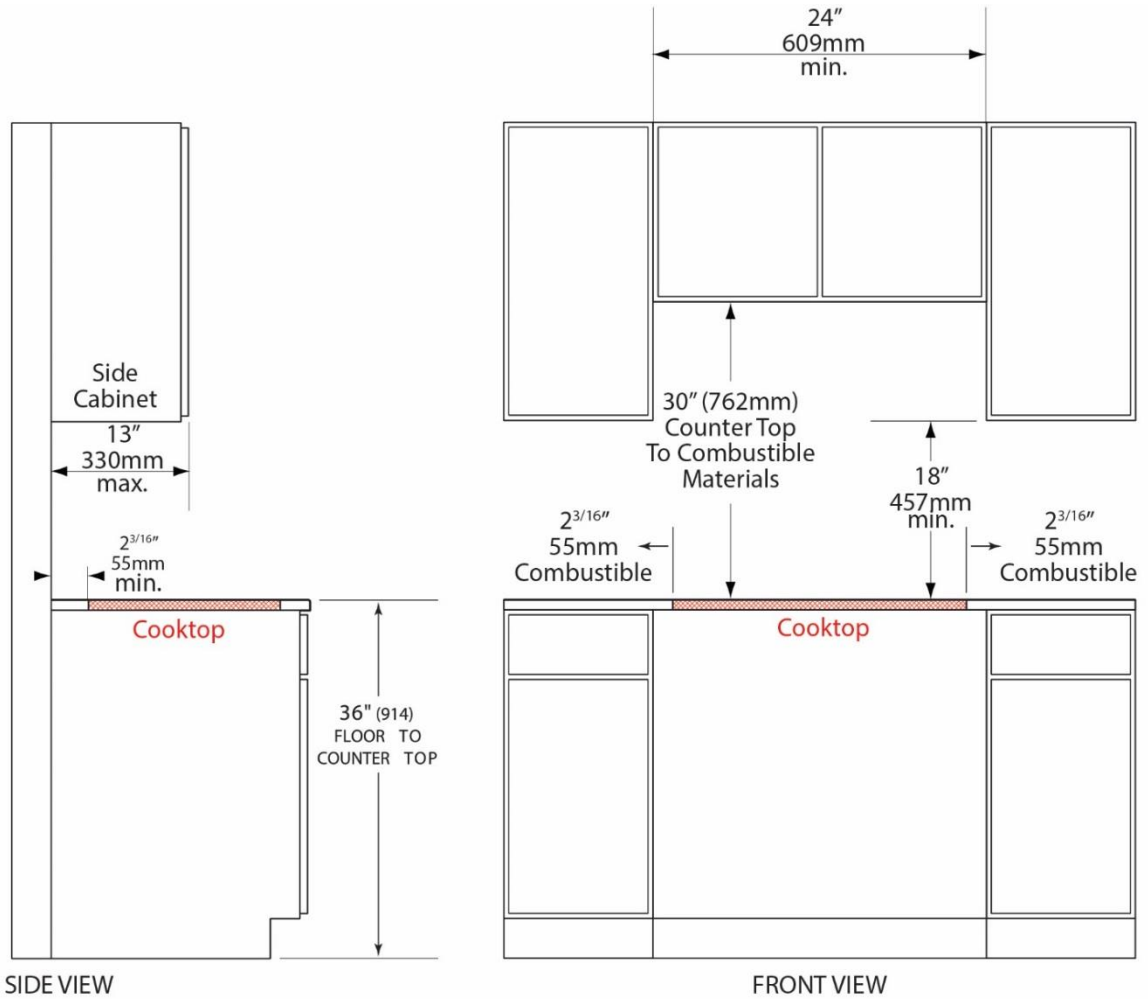 24"
609mm
min.
Side
Cabinet
13"
330mm
max.
2 3/16"
55mm
min.
Cooktop
36" (914)
FLOOR TO
COUNTER TOP
SIDE VIEW
30" (762mm)
Counter Top
To Combustible
Materials
18"
457mm
min.
2 3/16"
55mm
Combustible
2 3/16"
55mm
Combustible
Cooktop
FRONT VIEW